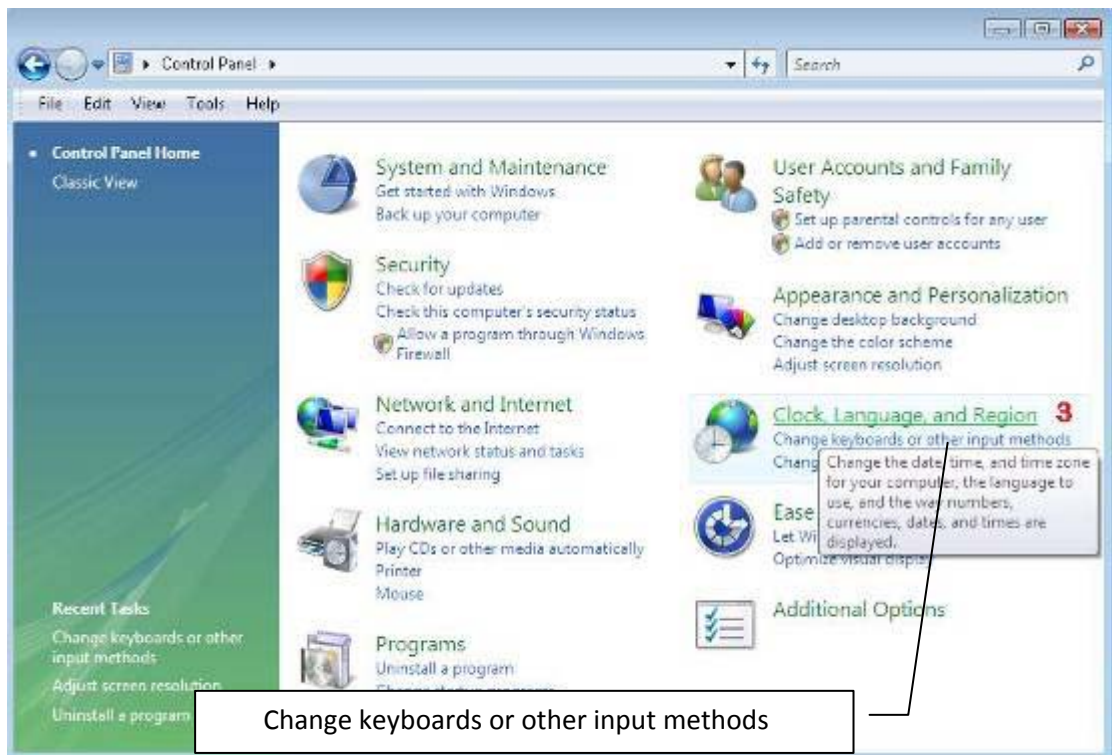 Control Panel
Search
File Edit View Tools Help
Control Panel Home
Classic View
Recent Tasks
Change keyboards or other
input methods
Adjust screen resolution
Uninstall a program
System and Maintenance
Get started with Windows
Back up your computer
Security
Check for updates
Check this computer's security status
Allow a program through Windows
Firewall
Network and Internet
Connect to the Internet
View network status and tasks
Set up file sharing
Hardware and Sound
Play CDs or other media automatically
Printer
Mouse
Programs
Uninstall a program
User Accounts and Family
Safety
Set up parental controls for any user
Add or remove user accounts
Appearance and Personalization
Change desktop background
Change the color scheme
Adjust screen resolution
Clock, Language, and Region 3
Change keyboards or other input methods
Chang
Change the date, time, and time zone
for your computer, the language to
use, and the way numbers,
currencies, dates, and times are
displayed.
Ease
Let Wi
Optimize visual display
Additional Options
Change keyboards or other input methods